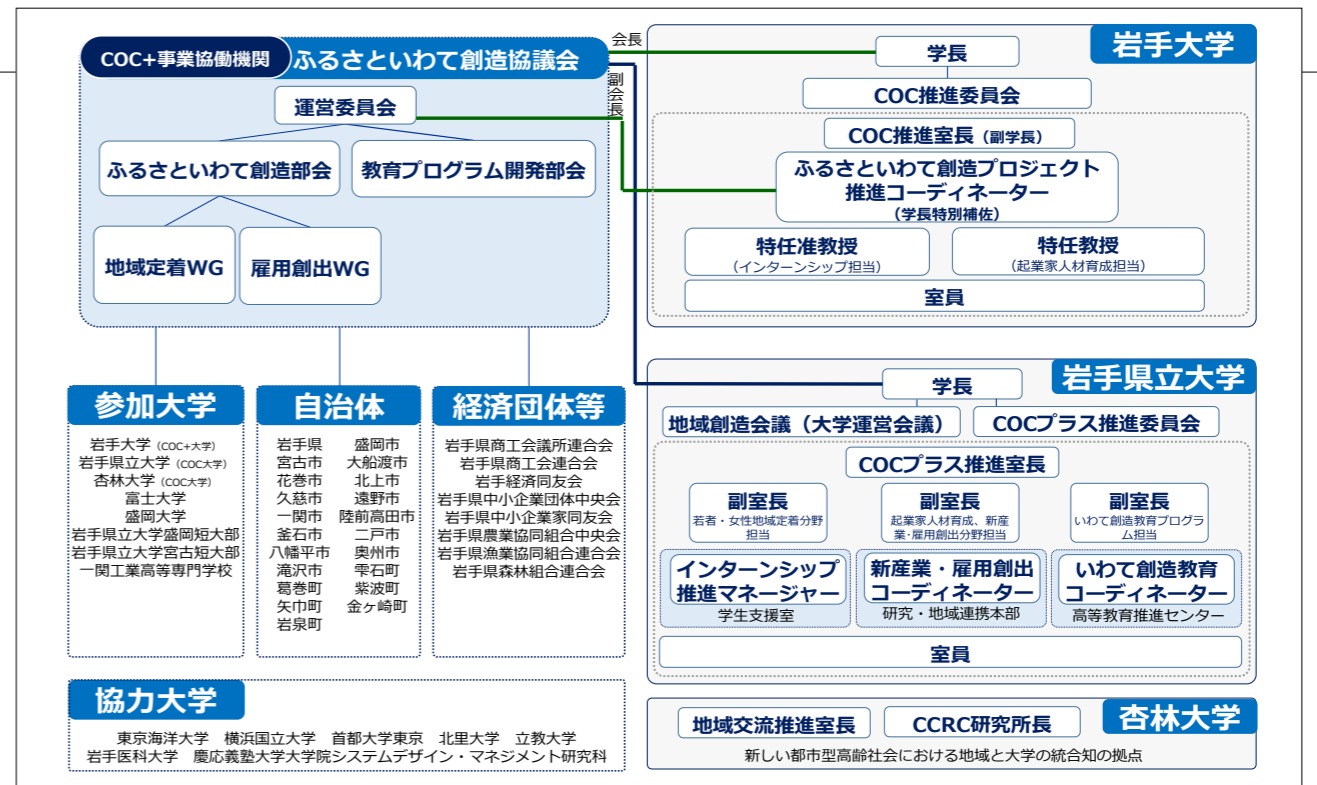 COC+事業協働機関
ふるさといわて創造協議会
運営委員会
ふるさといわて創造部会
教育プログラム開発部会
地域定着WG
雇用創出WG
会長
副会長
岩手大学
学長
COC推進委員会
COC推進室長（副学長）
ふるさといわて創造プロジェクト
推進コーディネーター
（学長特別補佐）
特任准教授
（インターンシップ担当）
特任教授
（起業家人材育成担当）
室員
参加大学
岩手大学（COC+大学）
岩手県立大学（COC大学）
杏林大学（COC大学）
富士大学
盛岡大学
岩手県立大学盛岡短大部
岩手県立大学宮古短大部
一関工業高等専門学校
自治体
岩手県　盛岡市
宮古市　大船渡市
花巻市　北上市
久慈市　遠野市
一関市　陸前高田市
釜石市　二戸市
八幡平市　奥州市
滝沢市　雫石町
葛巻町　紫波町
矢巾町　金ヶ崎町
岩泉町
経済団体等
岩手県商工会議所連合会
岩手県商工会連合会
岩手経済同友会
岩手県中小企業団体中央会
岩手県中小企業家同友会
岩手県農業協同組合中央会
岩手県漁業協同組合連合会
岩手県森林組合連合会
岩手県立大学
学長
地域創造会議（大学運営会議）
COCプラス推進委員会
COCプラス推進室長
副室長
若者・女性地域定着分野
担当
副室長
起業家人材育成、新産
業・雇用創出分野担当
副室長
いわて創造教育プログラ
ム担当
インターンシップ
推進マネージャー
学生支援室
新産業・雇用創出
コーディネーター
研究・地域連携本部
いわて創造教育
コーディネーター
高等教育推進センター
室員
協力大学
東京海洋大学　横浜国立大学　首都大学東京　北里大学　立教大学
岩手医科大学　慶応義塾大学大学院システムデザイン・マネジメント研究科
杏林大学
地域交流推進室長
CCRC研究所長
新しい都市型高齢社会における地域と大学の統合知の拠点